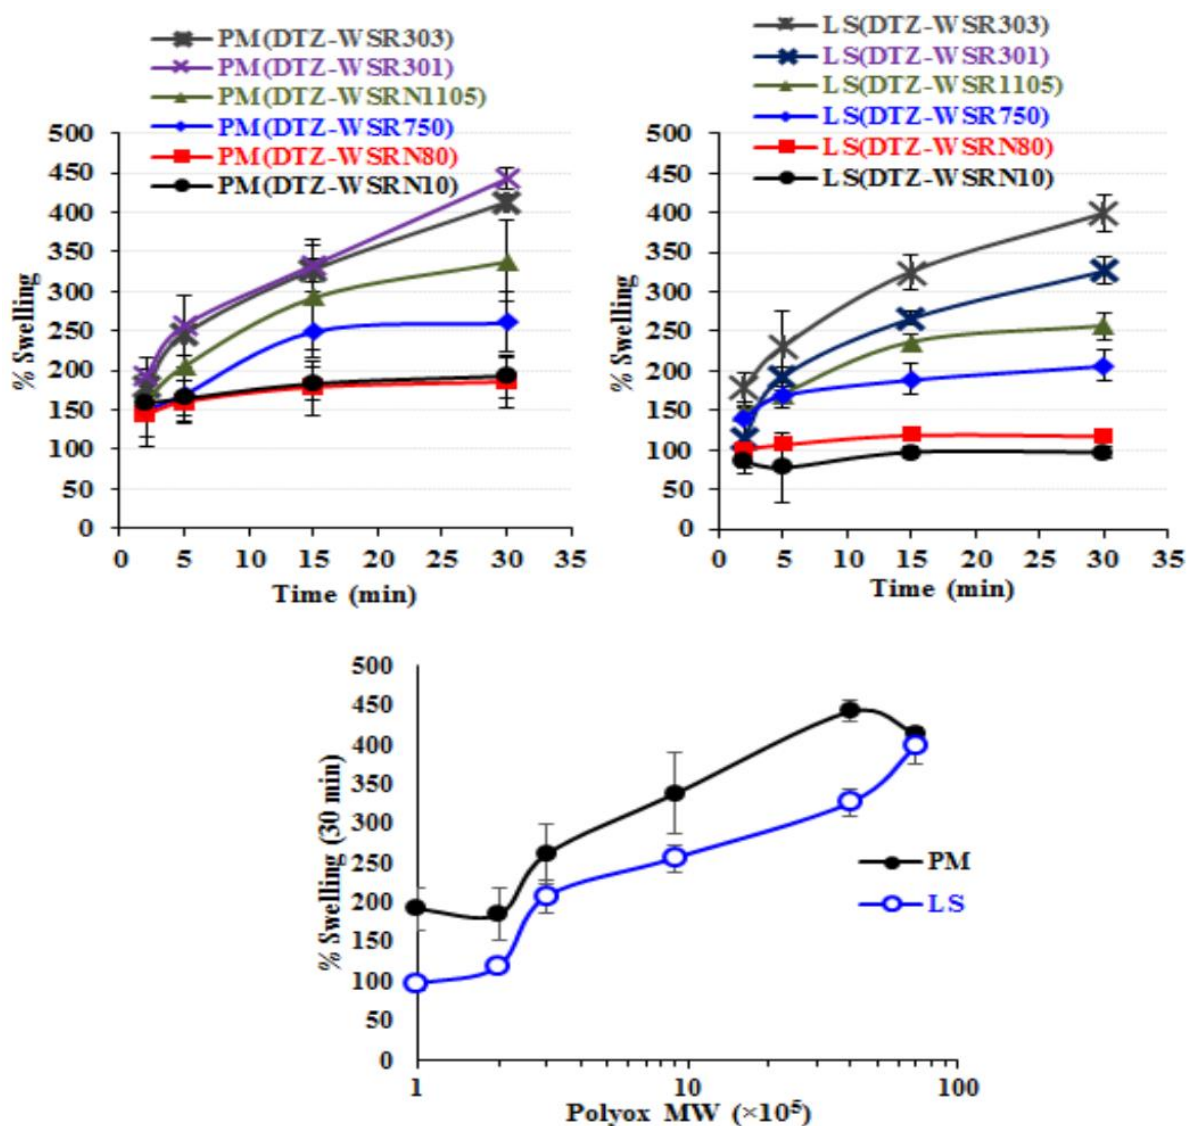 PM(DTZ-WSR303)
PM(DTZ-WSR301)
PM(DTZ-WSRN1105)
PM(DTZ-WSR750)
PM(DTZ-WSRN80)
PM(DTZ-WSRN10)
500
450
400
350
300
250
200
150
100
50
0
% Swelling
0 5 10 15 20 25 30 35
Time (min)
LS(DTZ-WSR303)
LS(DTZ-WSR301)
LS(DTZ-WSR1105)
LS(DTZ-WSR750)
LS(DTZ-WSRN80)
LS(DTZ-WSRN10)
500
450
400
350
300
250
200
150
100
50
0
% Swelling
0 5 10 15 20 25 30 35
Time (min)
500
450
400
350
300
250
200
150
100
50
0
% Swelling (30 min)
PM
LS
1 10 100
Polyox MW (×10⁵)